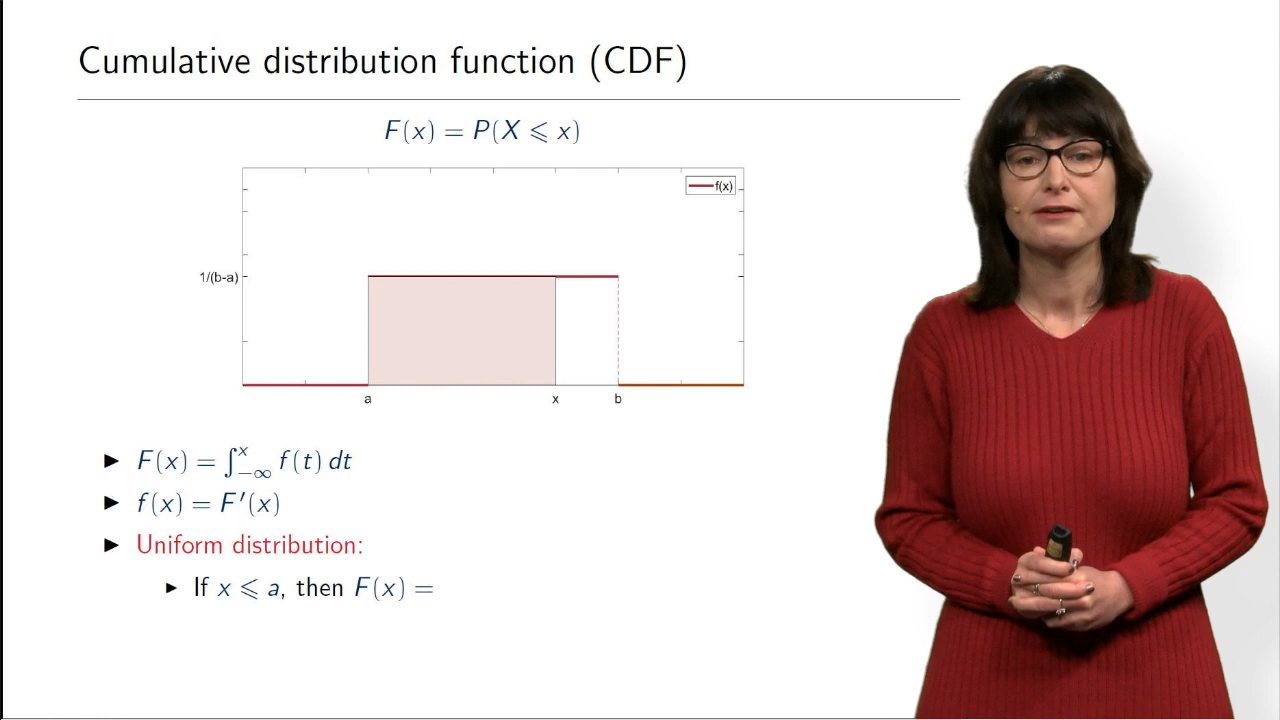 Cumulative distribution function (CDF)
F(x) = P(X ⩽ x)
f(x)
1/(b-a)
a x b
► F(x) = ∫_{-∞}^{x} f(t) dt
► f(x) = F′(x)
► Uniform distribution:
► If x ⩽ a, then F(x) =